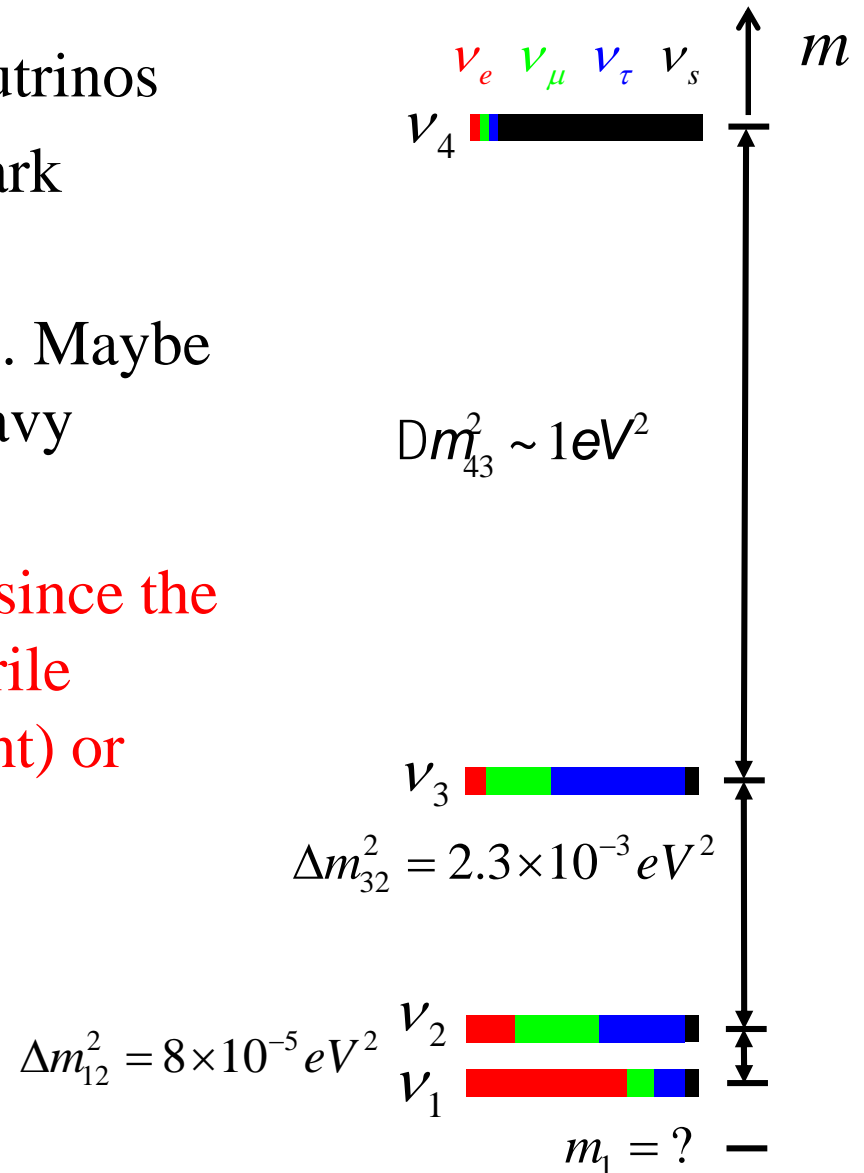 utrinos
ark
. Maybe
avy
since the
rile
nt) or
m
ν_e ν_μ ν_τ ν_s
ν_4
Dm²_43 ~ 1eV²
ν_3
Δm²_32 = 2.3×10⁻³ eV²
ν_2
Δm²_12 = 8×10⁻⁵ eV²
ν_1
m_1 = ?